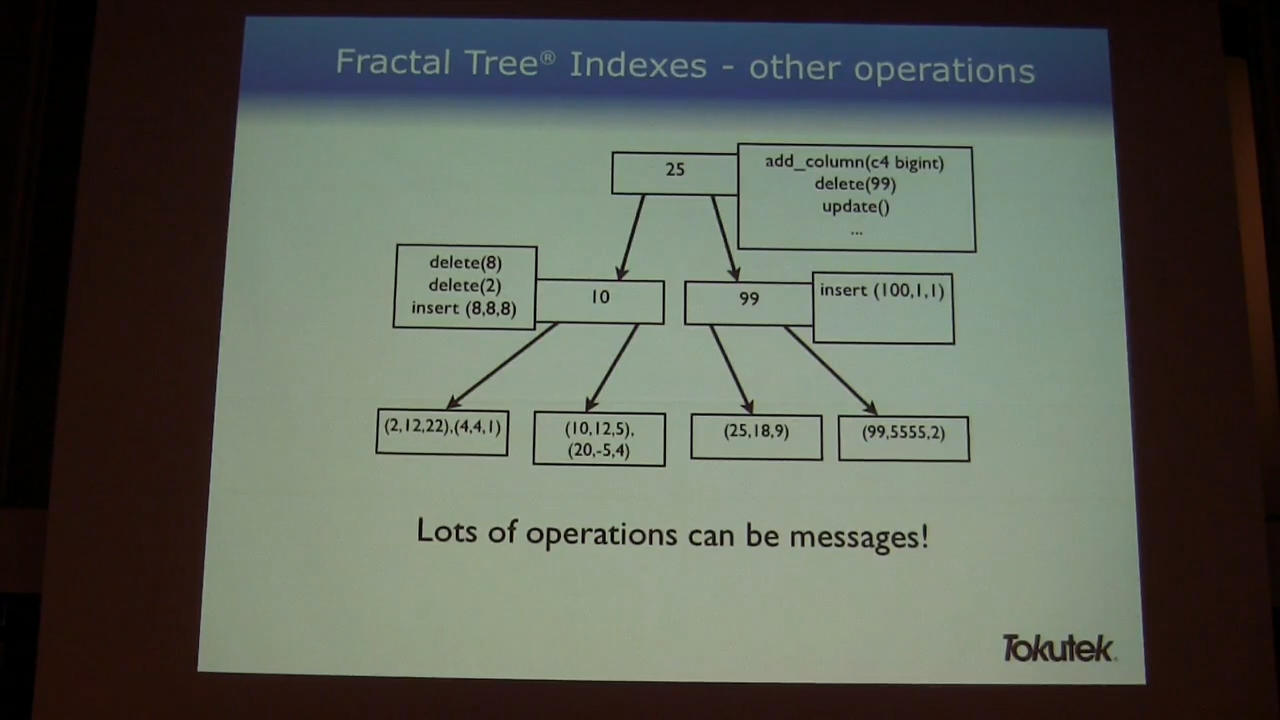 Fractal Tree® Indexes - other operations
25
add_column(c4 bigint)
delete(99)
update()
...
delete(8)
delete(2)
insert (8,8,8)
10
99
insert (100,1,1)
(2,12,22),(4,4,1)
(10,12,5),
(20,-5,4)
(25,18,9)
(99,5555,2)
Lots of operations can be messages!
Tokutek